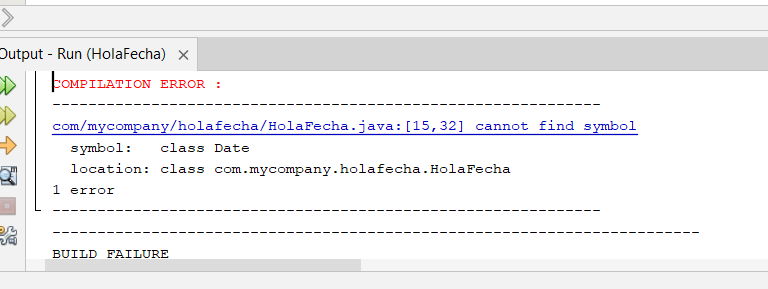 Output - Run (HolaFecha) ×
COMPILATION ERROR :
-------------------------------------------------------------
com/mycompany/holafecha/HolaFecha.java:[15,32] cannot find symbol
  symbol:   class Date
  location: class com.mycompany.holafecha.HolaFecha
1 error
-------------------------------------------------------------
------------------------------------------------------------------------
BUILD FAILURE